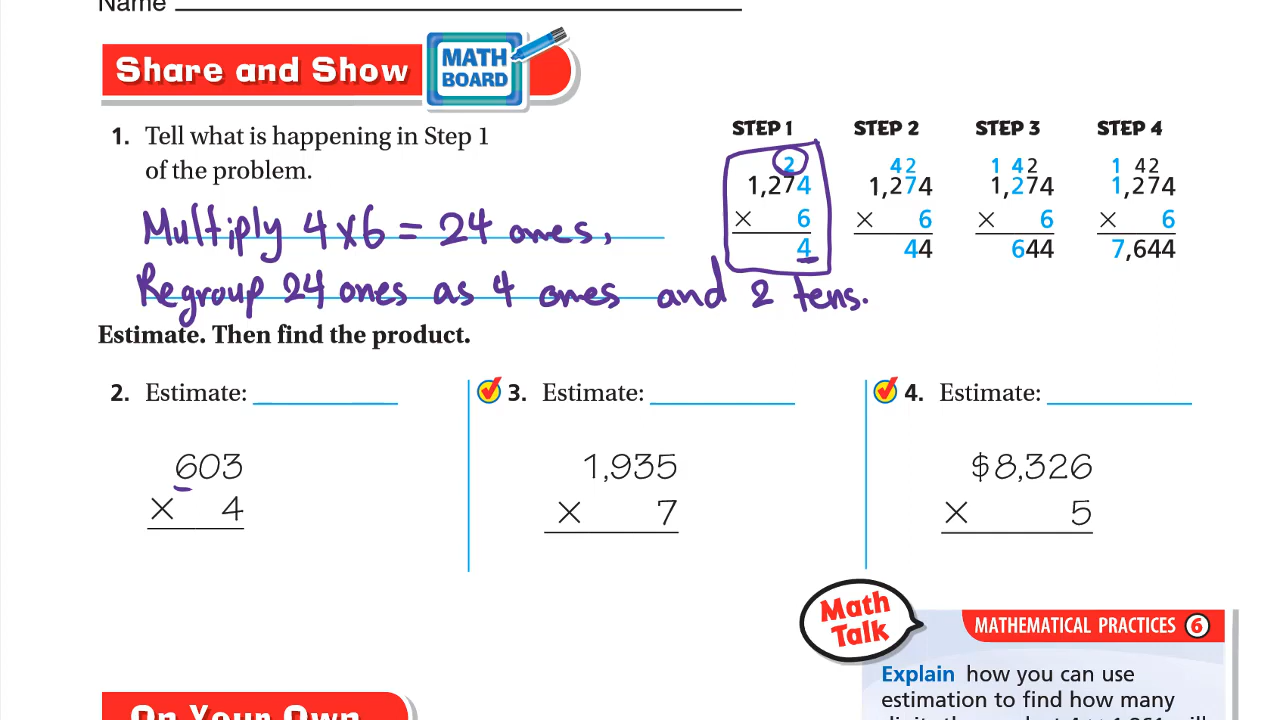 Name
Share and Show
MATH
BOARD
1. Tell what is happening in Step 1
of the problem.
Multiply 4x6 = 24 ones,
Regroup 24 ones as 4 ones and 2 tens.
STEP 1
2
1,274
× 6
4
STEP 2
42
1,274
× 6
44
STEP 3
1 42
1,274
× 6
644
STEP 4
1 42
1,274
× 6
7,644
Estimate. Then find the product.
2. Estimate:
603
× 4
3. Estimate:
1,935
× 7
4. Estimate:
$8,326
× 5
Math
Talk
MATHEMATICAL PRACTICES 6
Explain how you can use
estimation to find how many
On Your Own